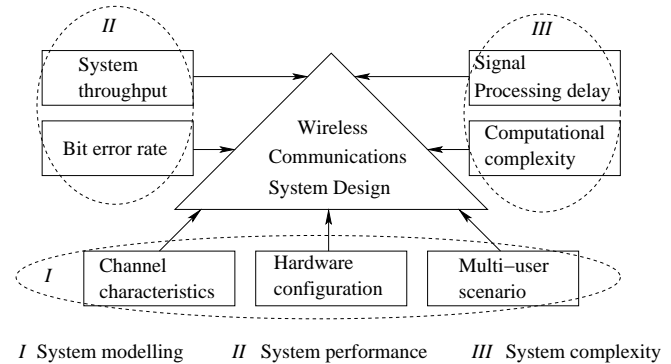 II
III
System
throughput
Signal
Processing delay
Bit error rate
Computational
complexity
Wireless
Communications
System Design
I
Channel
characteristics
Hardware
configuration
Multi−user
scenario
I System modelling II System performance III System complexity